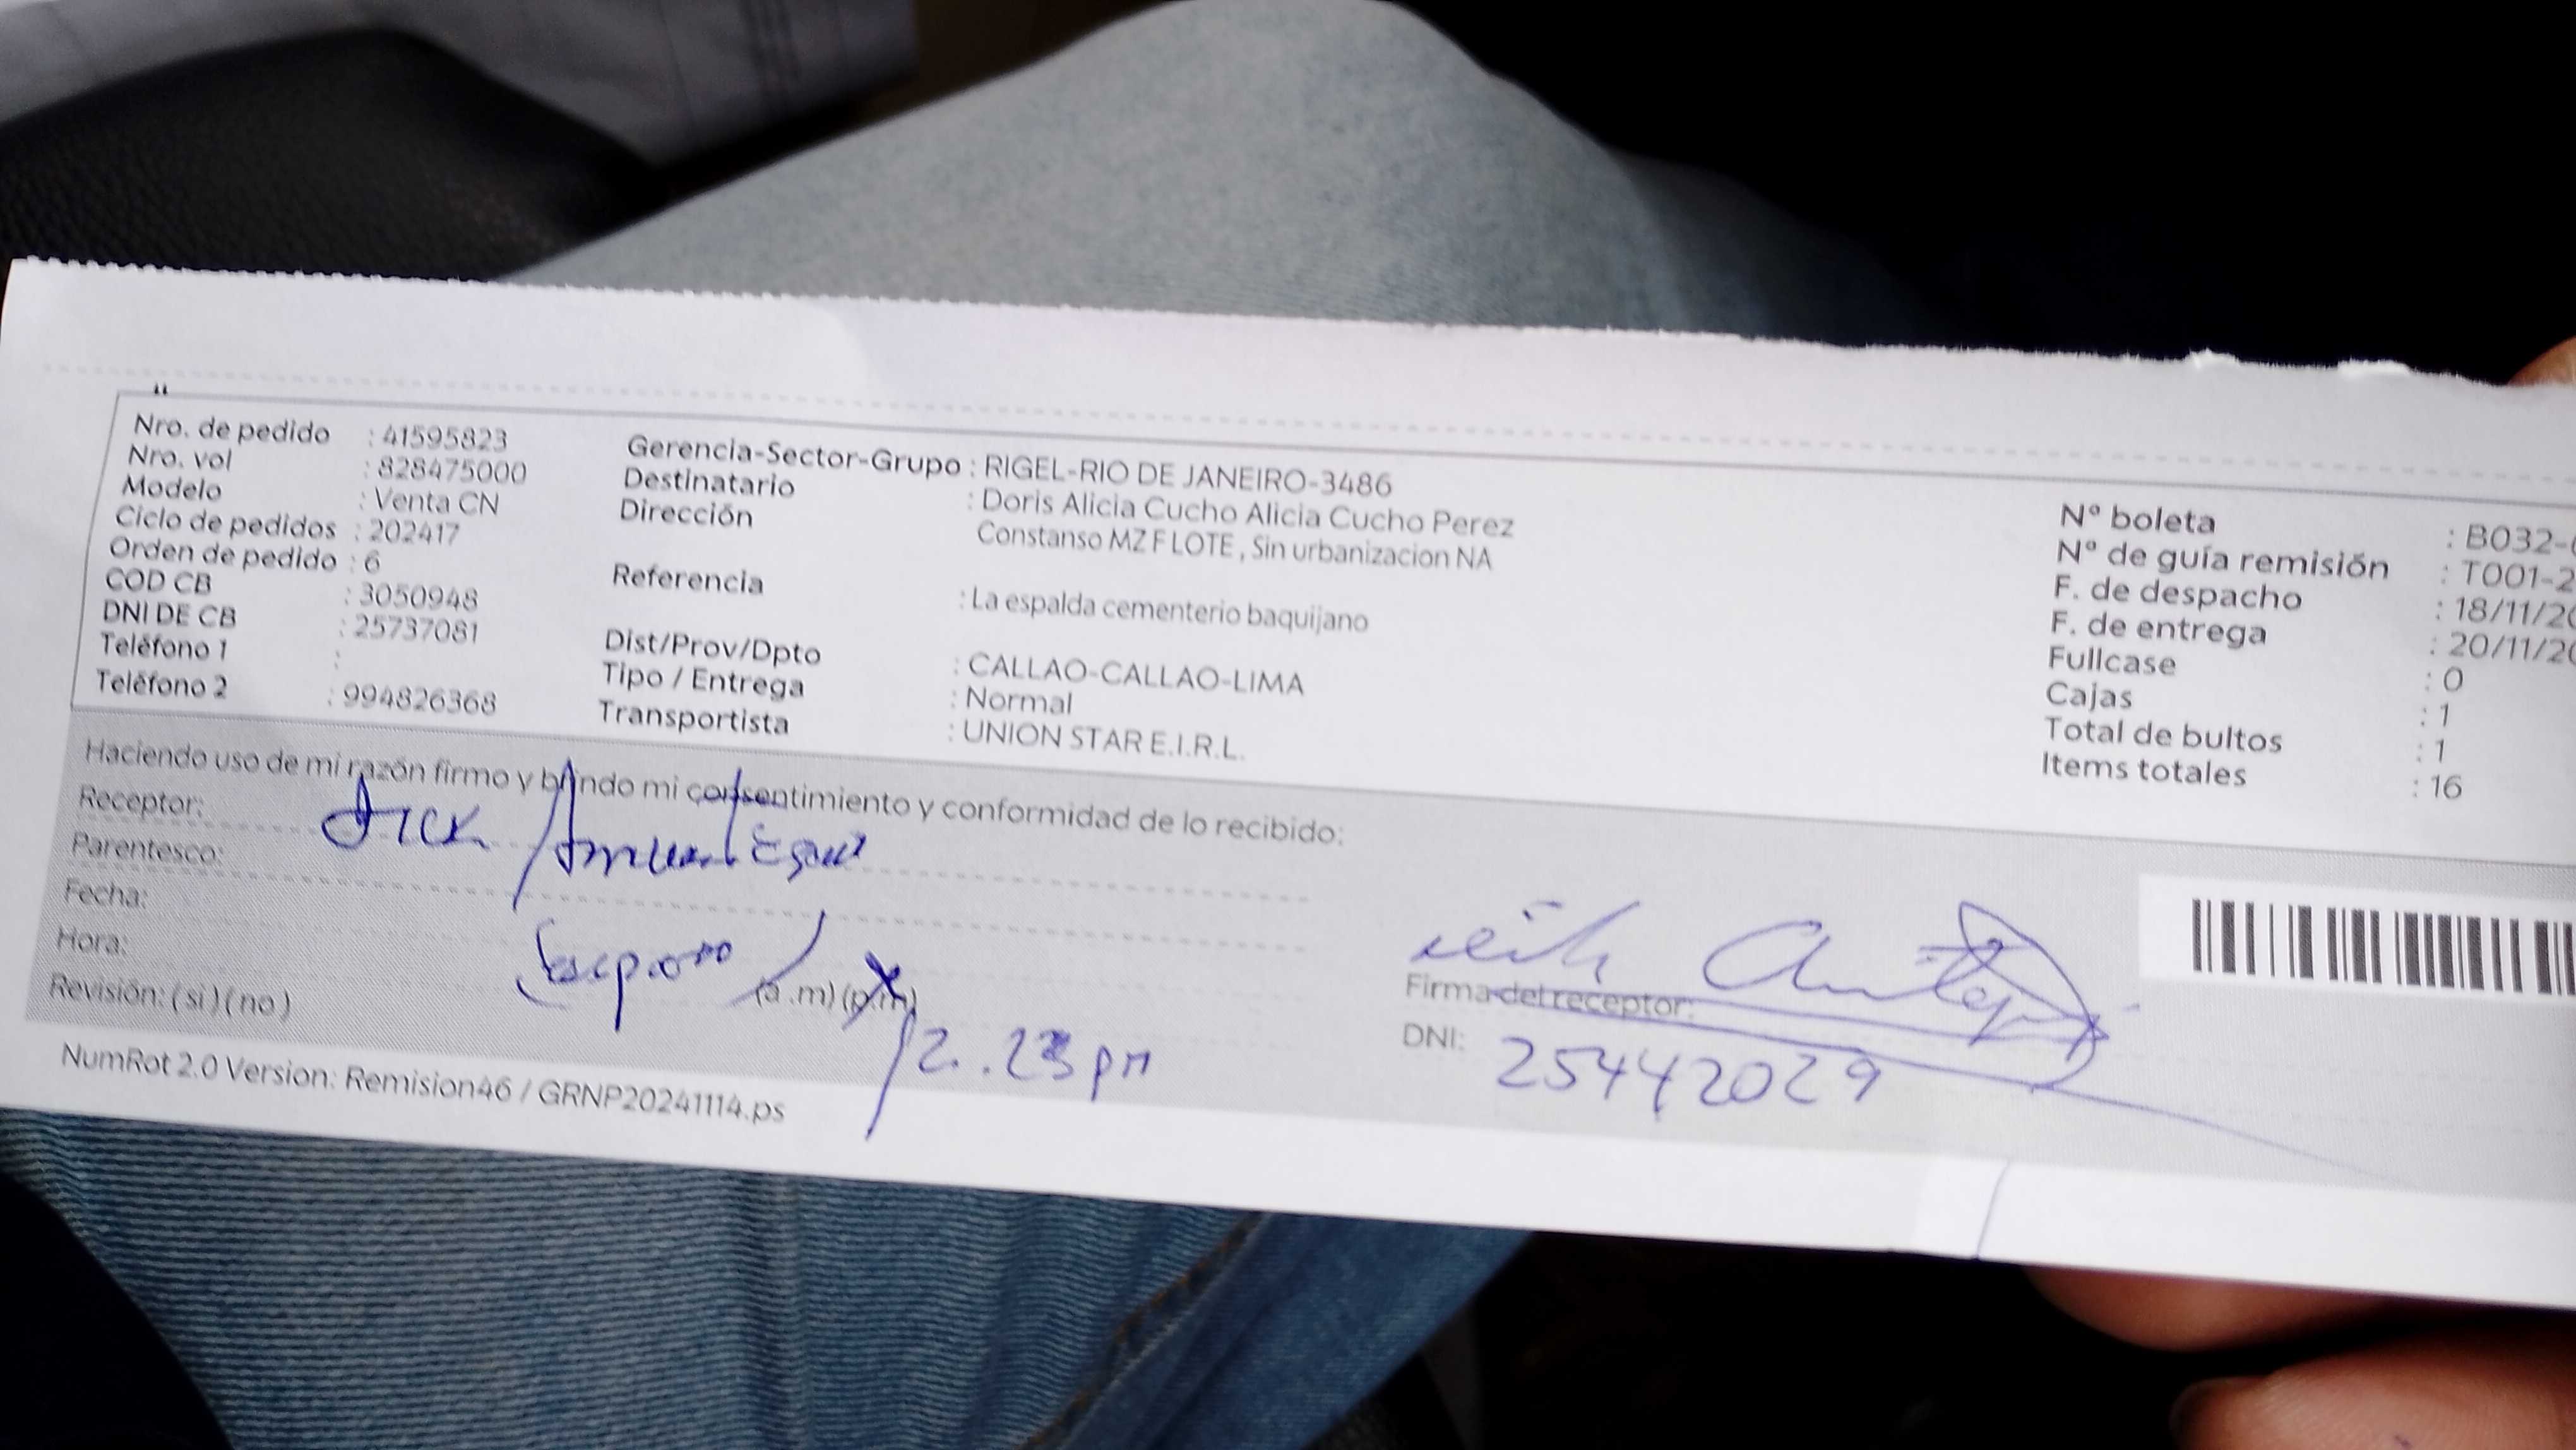 Nro. de pedido : 41595823
Nro. vol : 828475000
Modelo : Venta CN
Ciclo de pedidos : 202417
Orden de pedido : 6
COD CB : 3050948
DNI DE CB : 25737081
Teléfono 1 :
Teléfono 2 : 994826368
Gerencia-Sector-Grupo : RIGEL-RIO DE JANEIRO-3486
Destinatario : Doris Alicia Cucho Alicia Cucho Perez
Dirección Constanso MZ F LOTE , Sin urbanizacion NA
Referencia : La espalda cementerio baquijano
Dist/Prov/Dpto : CALLAO-CALLAO-LIMA
Tipo / Entrega : Normal
Transportista : UNION STAR E.I.R.L.
Nº boleta : B032-
Nº de guía remisión : T001-2
F. de despacho : 18/11/20
F. de entrega : 20/11/20
Fullcase : 0
Cajas : 1
Total de bultos : 1
Items totales : 16
Haciendo uso de mi razón firmo y brindo mi consentimiento y conformidad de lo recibido:
Receptor:
Parentesco:
Fecha:
Hora: (a.m) (p.m)
Revisión: (si) (no)
12.23 pm
Firma del receptor:
DNI: 25442029
NumRot 2.0 Version: Remision46 / GRNP20241114.ps